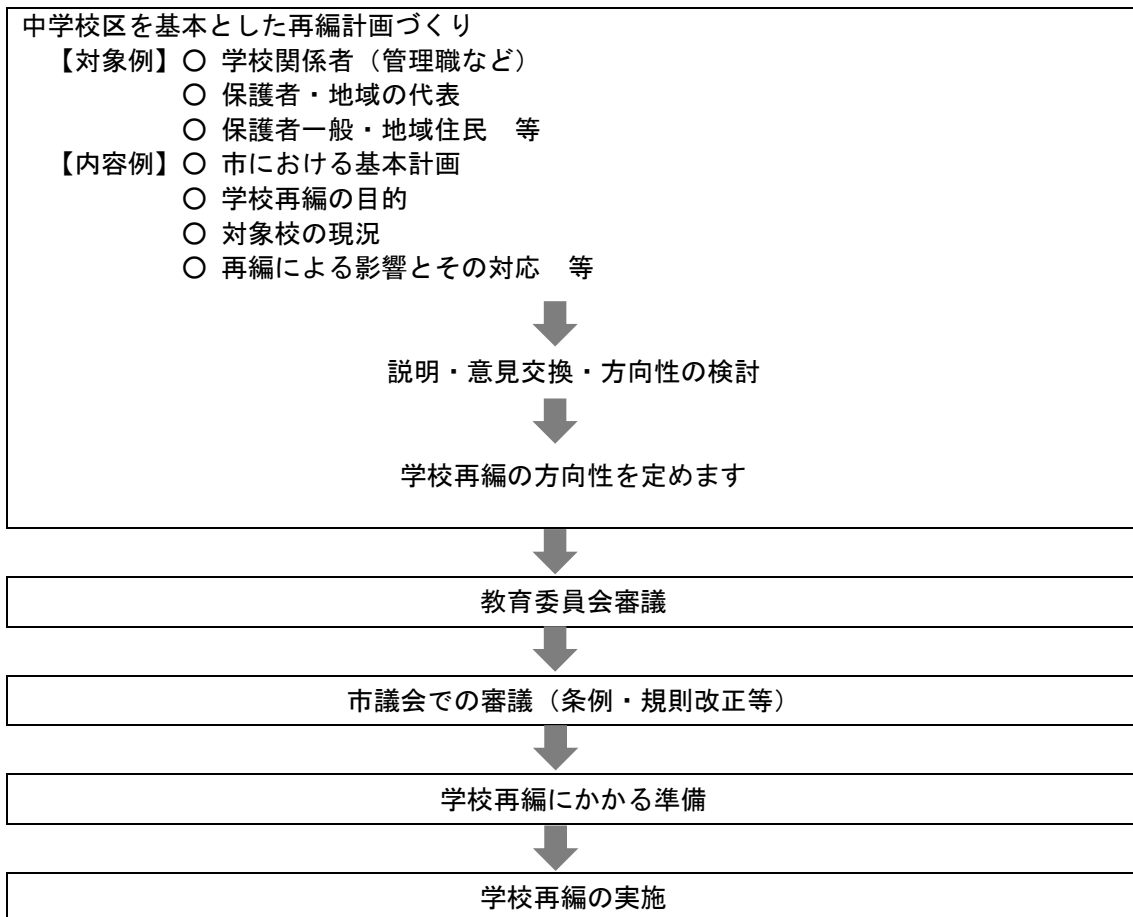 中学校区を基本とした再編計画づくり
【対象例】〇 学校関係者（管理職など）
〇 保護者・地域の代表
〇 保護者一般・地域住民　等
【内容例】〇 市における基本計画
〇 学校再編の目的
〇 対象校の現況
〇 再編による影響とその対応　等
説明・意見交換・方向性の検討
学校再編の方向性を定めます
教育委員会審議
市議会での審議（条例・規則改正等）
学校再編にかかる準備
学校再編の実施